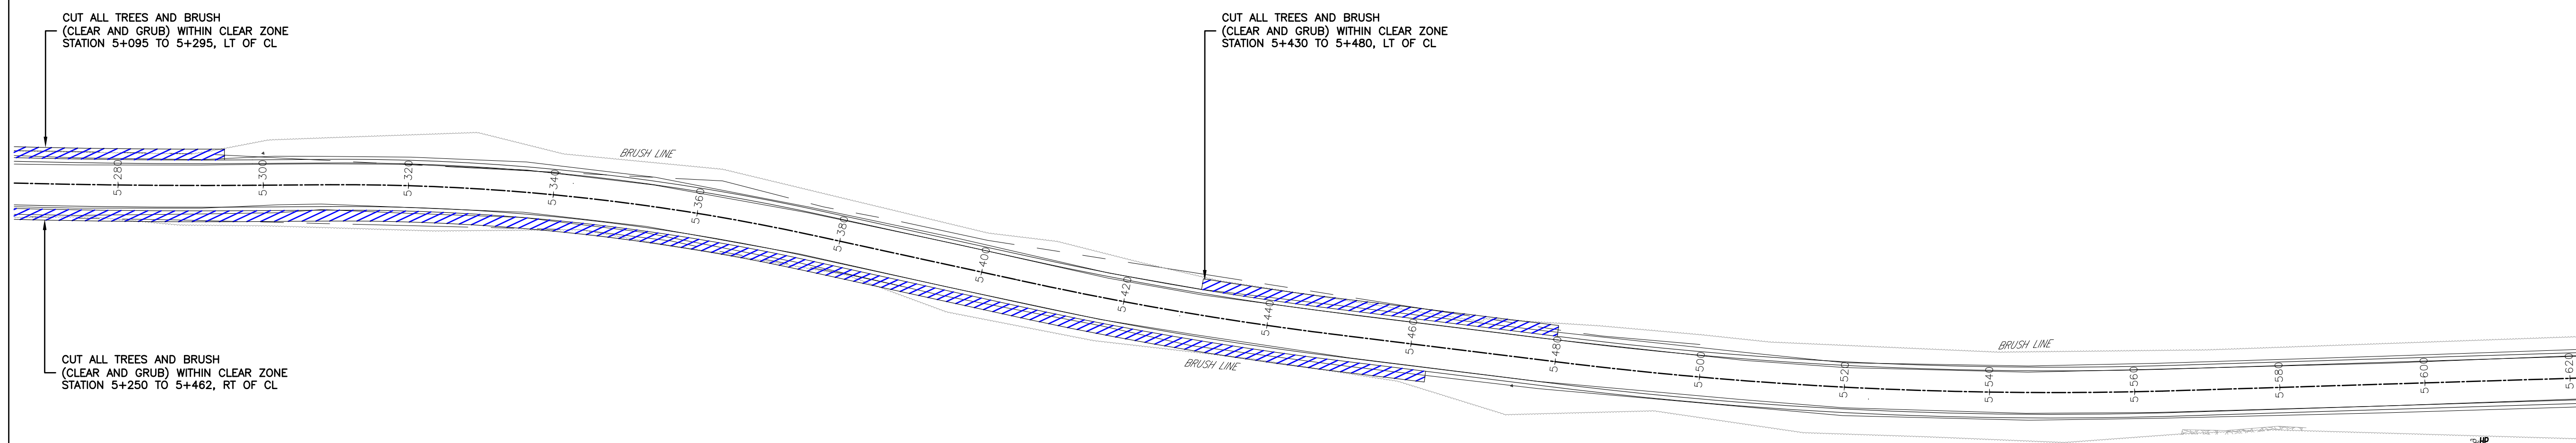 CUT ALL TREES AND BRUSH
(CLEAR AND GRUB) WITHIN CLEAR ZONE
STATION 5+095 TO 5+295, LT OF CL
CUT ALL TREES AND BRUSH
(CLEAR AND GRUB) WITHIN CLEAR ZONE
STATION 5+430 TO 5+480, LT OF CL
BRUSH LINE
5+280
5+300
5+320
5+340
5+360
5+380
5+400
5+420
5+440
5+460
5+480
5+500
5+520
5+540
5+560
5+580
5+600
5+620
BRUSH LINE
BRUSH LINE
CUT ALL TREES AND BRUSH
(CLEAR AND GRUB) WITHIN CLEAR ZONE
STATION 5+250 TO 5+462, RT OF CL